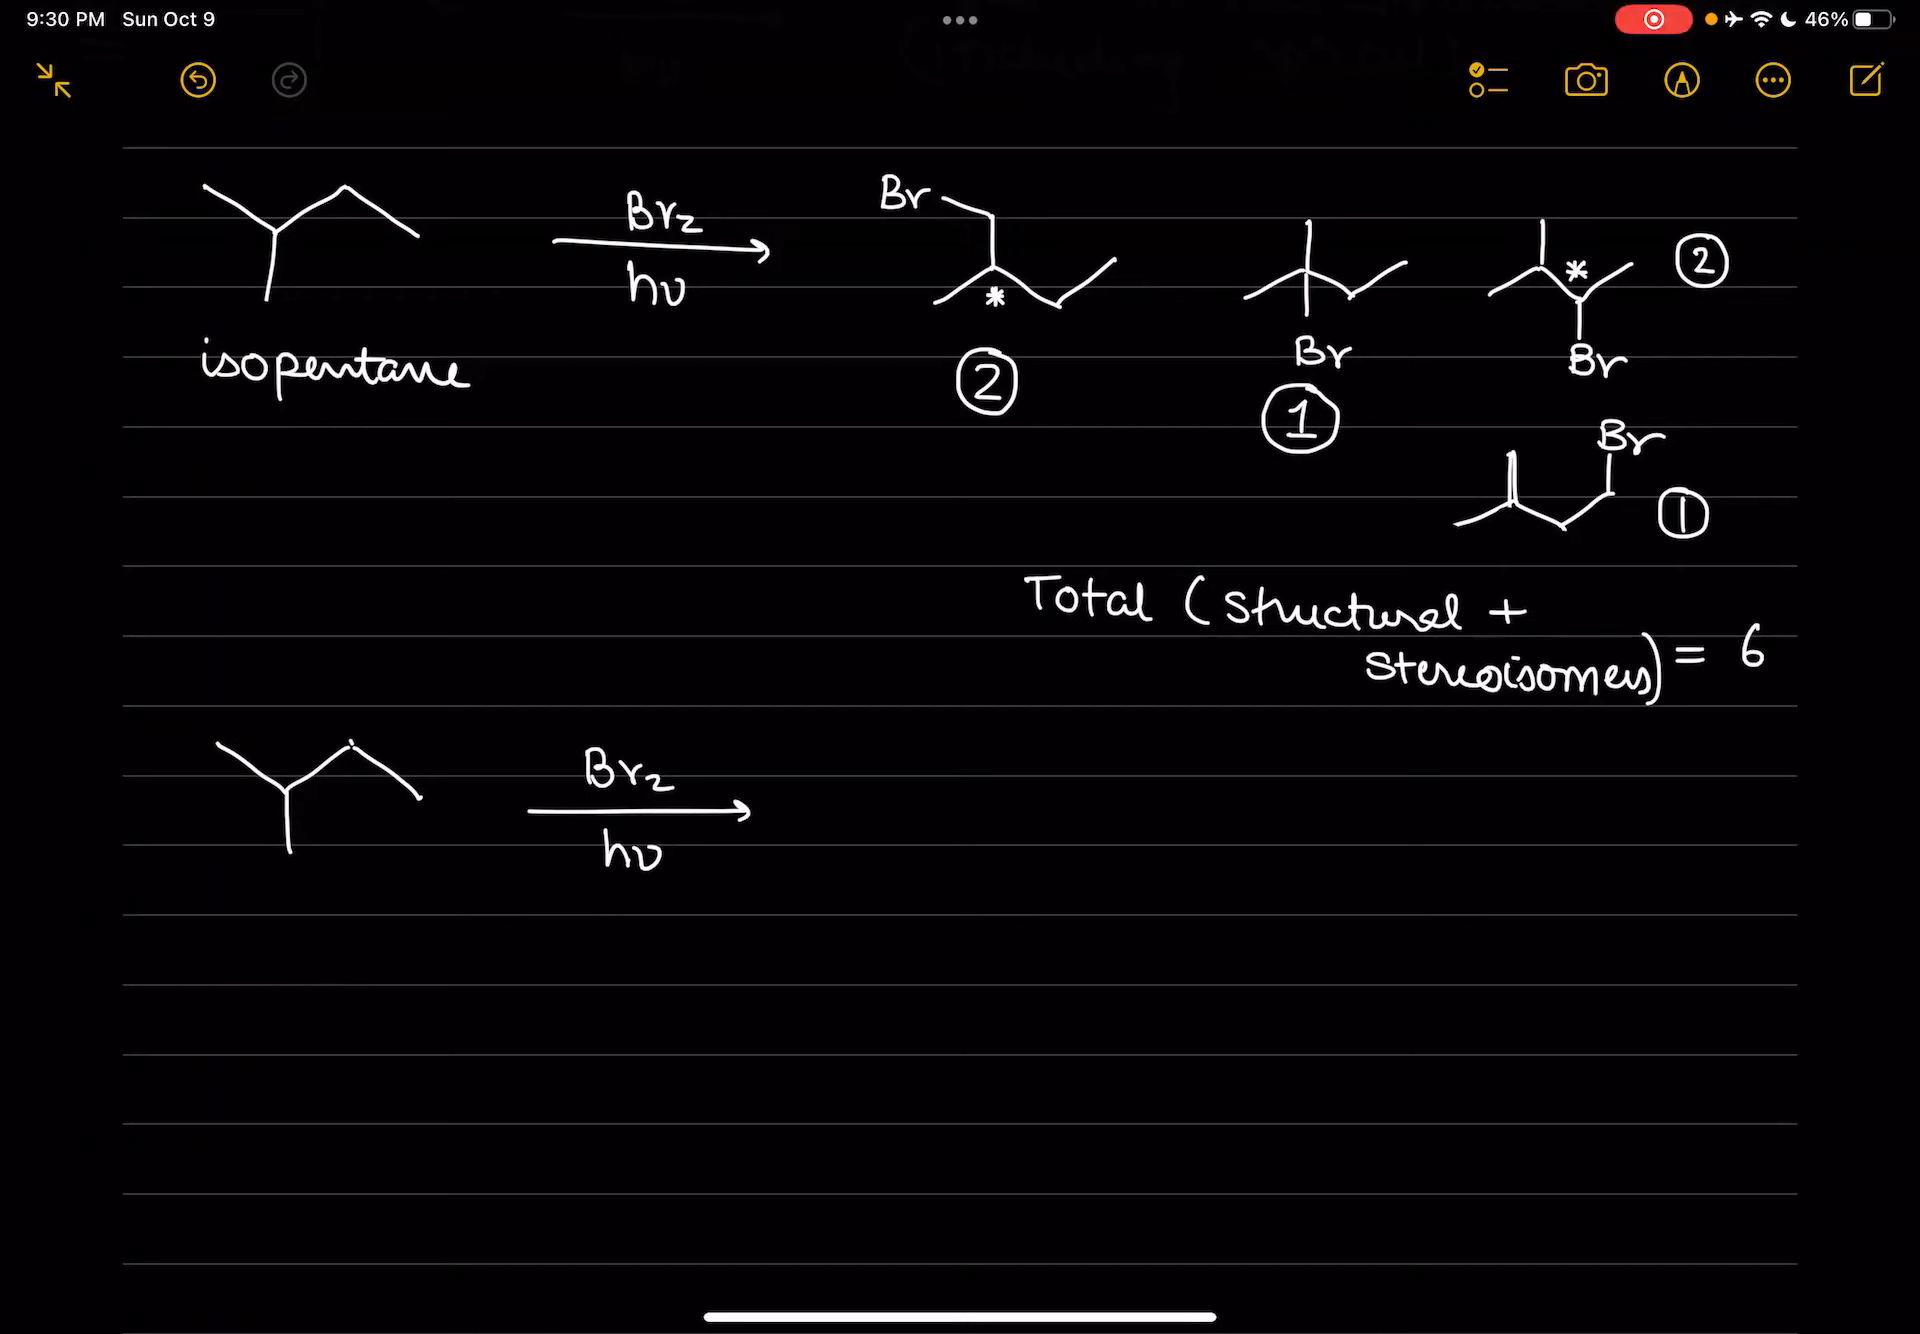 9:30 PM Sun Oct 9
46%
Br₂
hν
isopentane
Br
*
2
Br
1
*
2
Br
Br
1
Total (structural +
stereoisomers) = 6
Br₂
hν